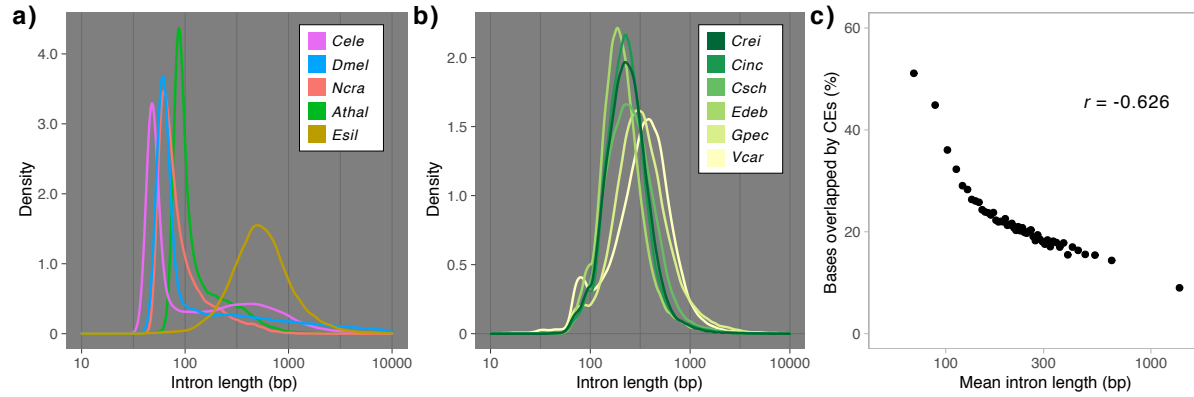 a)
Density
4.0
3.0
2.0
1.0
0.0
10
100
1000
10000
Intron length (bp)
Cele
Dmel
Ncra
Athal
Esil
b)
Density
2.0
1.5
1.0
0.5
0
10
100
1000
10000
Intron length (bp)
Crei
Cinc
Csch
Edeb
Gpec
Vcar
c)
Bases overlapped by CEs (%)
60
40
20
0
100
300
1000
Mean intron length (bp)
r = -0.626